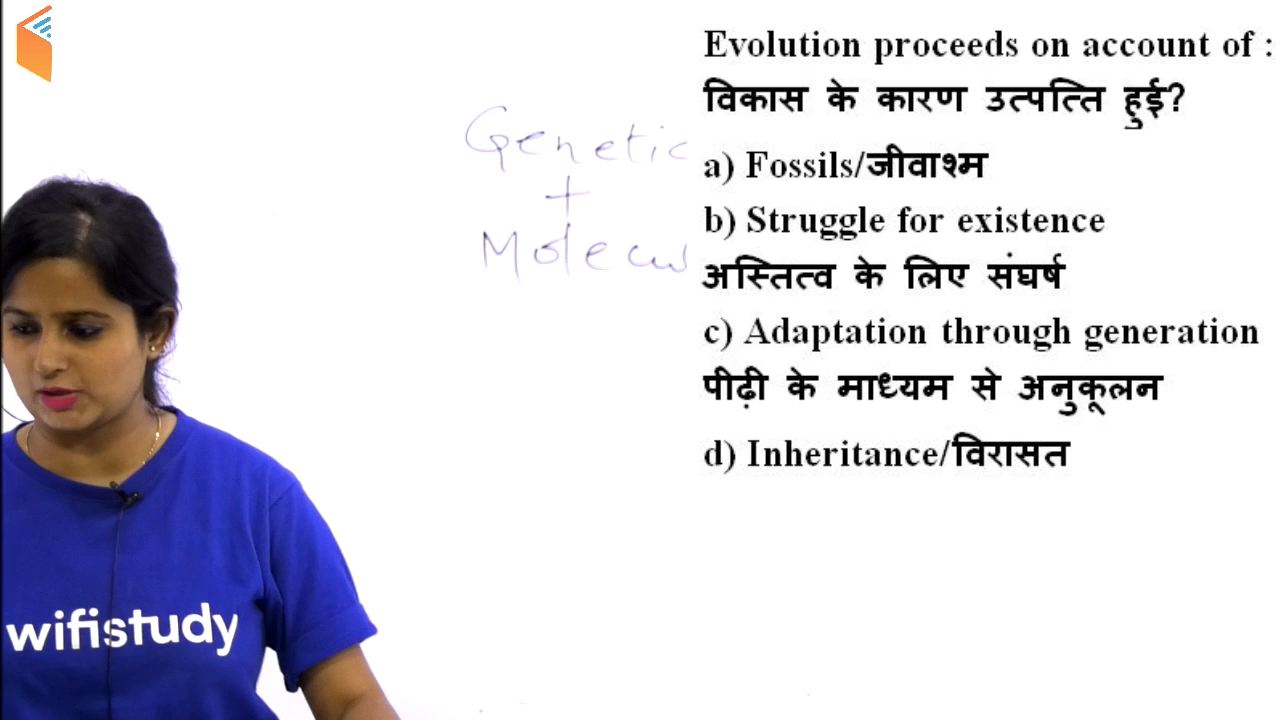 Evolution proceeds on account of :
विकास के कारण उत्पत्ति हुई?
a) Fossils/जीवाश्म
b) Struggle for existence
अस्तित्व के लिए संघर्ष
c) Adaptation through generation
पीढ़ी के माध्यम से अनुकूलन
d) Inheritance/विरासत
Genetic
+
wifistudy